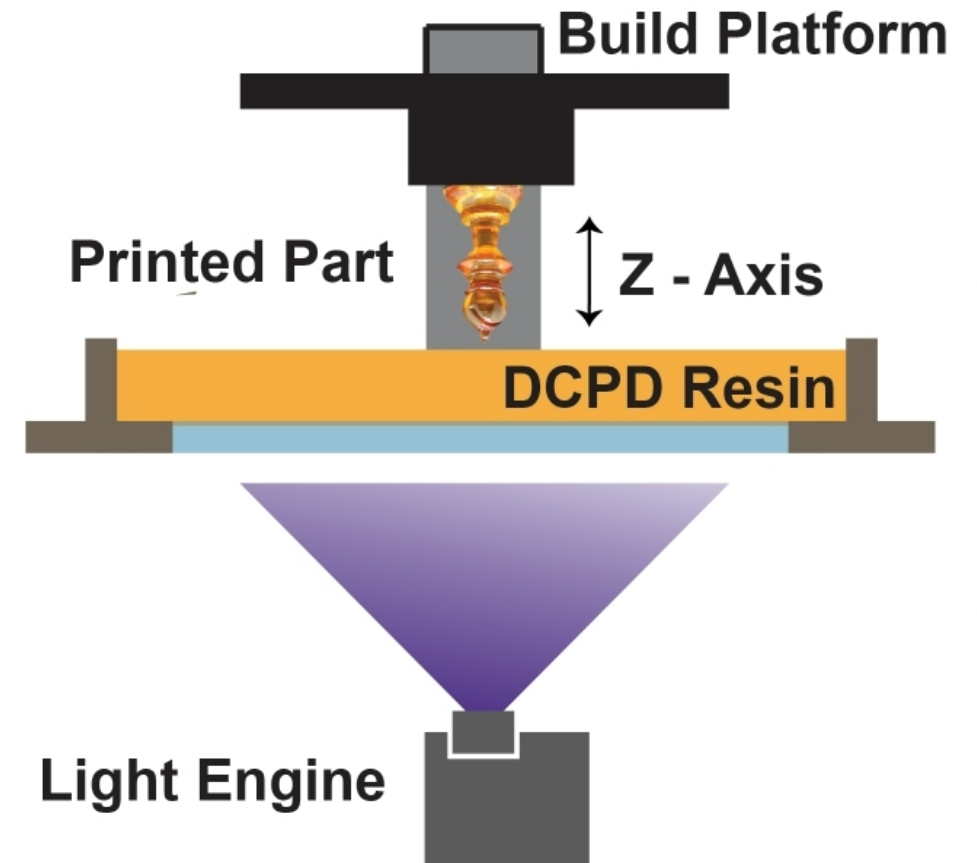 Build Platform
Printed Part
Z - Axis
DCPD Resin
Light Engine